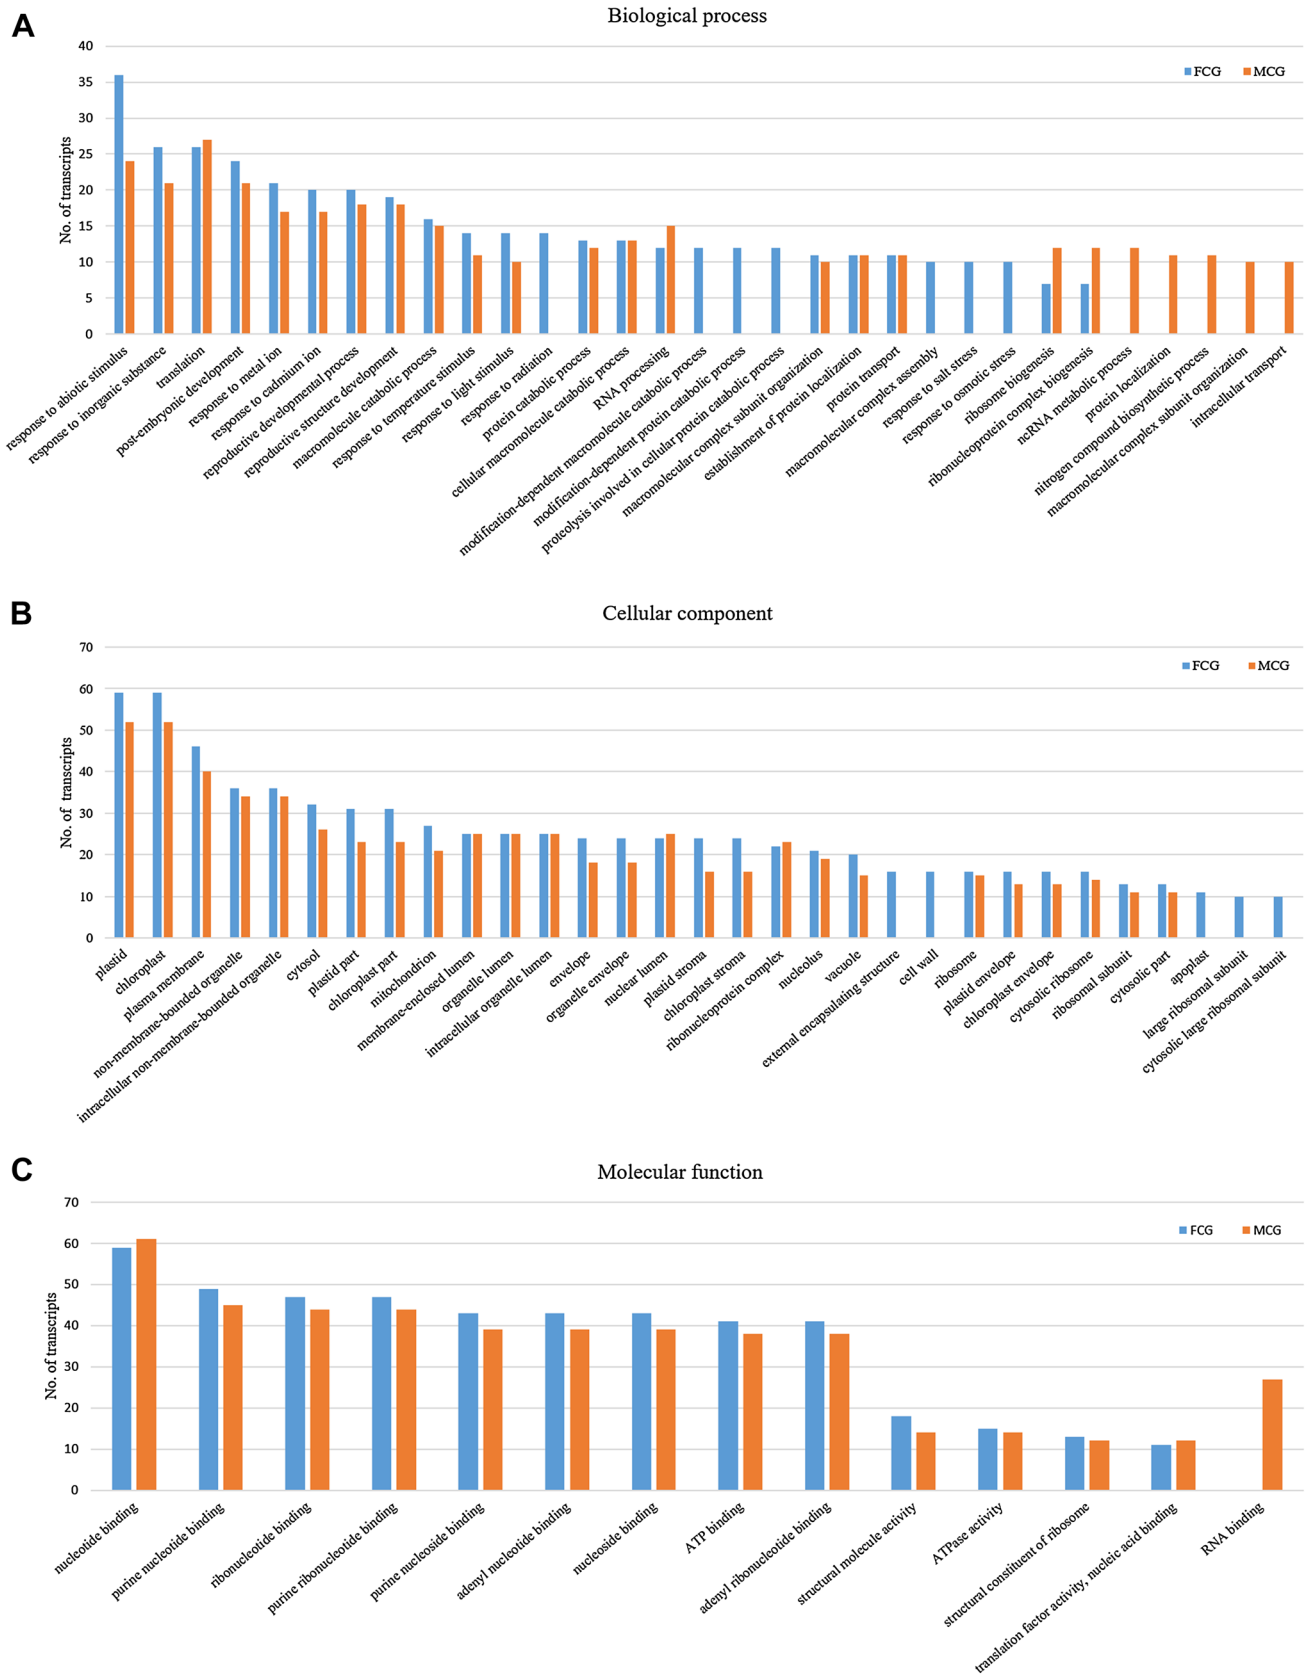 A
Biological process
No. of transcripts
40
35
30
25
20
15
10
5
0
FCG
MCG
response to abiotic stimulus
response to inorganic substance
translation
post-embryonic development
response to metal ion
response to cadmium ion
reproductive developmental process
reproductive structure development
macromolecule catabolic process
response to temperature stimulus
response to light stimulus
response to radiation
protein catabolic process
cellular macromolecule catabolic process
RNA processing
modification-dependent macromolecule catabolic process
modification-dependent protein catabolic process
proteolysis involved in cellular protein catabolic process
macromolecular complex subunit organization
establishment of protein localization
protein transport
macromolecular complex assembly
response to salt stress
response to osmotic stress
ribosome biogenesis
ribonucleoprotein complex biogenesis
ncRNA metabolic process
protein localization
nitrogen compound biosynthetic process
macromolecular complex subunit organization
intracellular transport
B
Cellular component
No. of transcripts
70
60
50
40
30
20
10
0
FCG
MCG
plastid
chloroplast
plasma membrane
non-membrane-bounded organelle
intracellular non-membrane-bounded organelle
cytosol
plastid part
chloroplast part
mitochondrion
membrane-enclosed lumen
organelle lumen
intracellular organelle lumen
envelope
organelle envelope
nuclear lumen
plastid stroma
chloroplast stroma
ribonucleoprotein complex
nucleolus
vacuole
external encapsulating structure
cell wall
ribosome
plastid envelope
chloroplast envelope
cytosolic ribosome
ribosomal subunit
cytosolic part
apoplast
large ribosomal subunit
cytosolic large ribosomal subunit
C
Molecular function
No. of transcripts
70
60
50
40
30
20
10
0
FCG
MCG
nucleotide binding
purine nucleotide binding
ribonucleotide binding
purine ribonucleotide binding
purine nucleoside binding
adenyl nucleotide binding
nucleoside binding
ATP binding
adenyl ribonucleotide binding
structural molecule activity
ATPase activity
structural constituent of ribosome
translation factor activity, nucleic acid binding
RNA binding